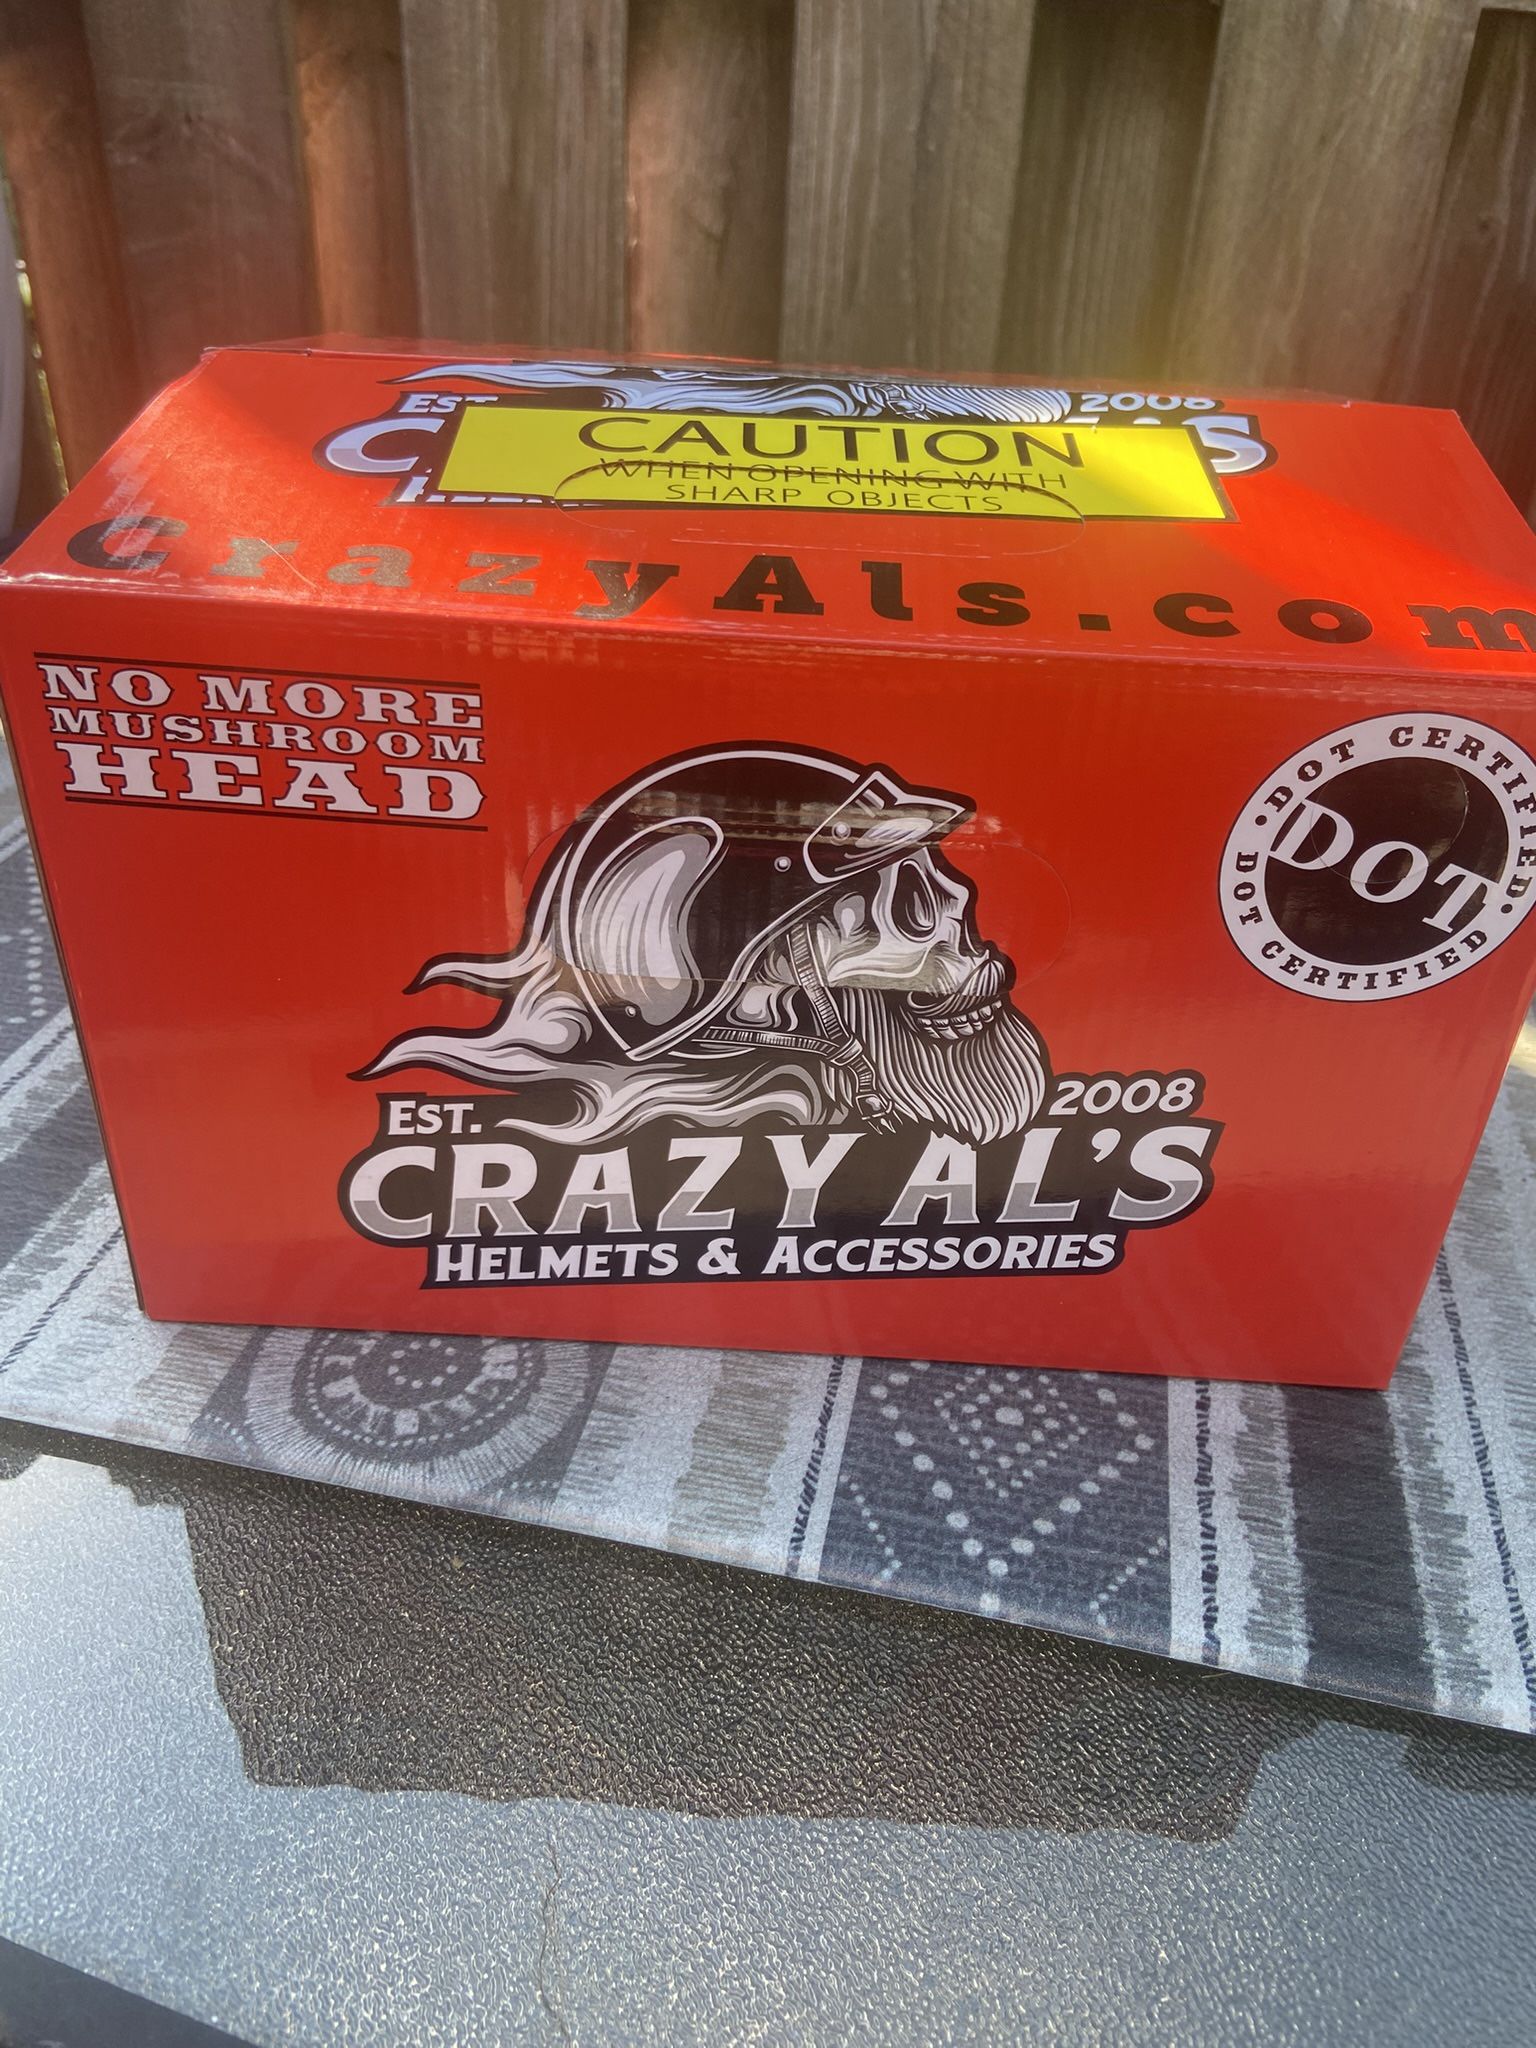 EST. 2008
CAUTION
WHEN OPENING WITH
SHARP OBJECTS
CrazyAls.com
NO MORE
MUSHROOM
HEAD
DOT CERTIFIED
DOT
DOT CERTIFIED
EST. 2008
CRAZY AL'S
HELMETS & ACCESSORIES